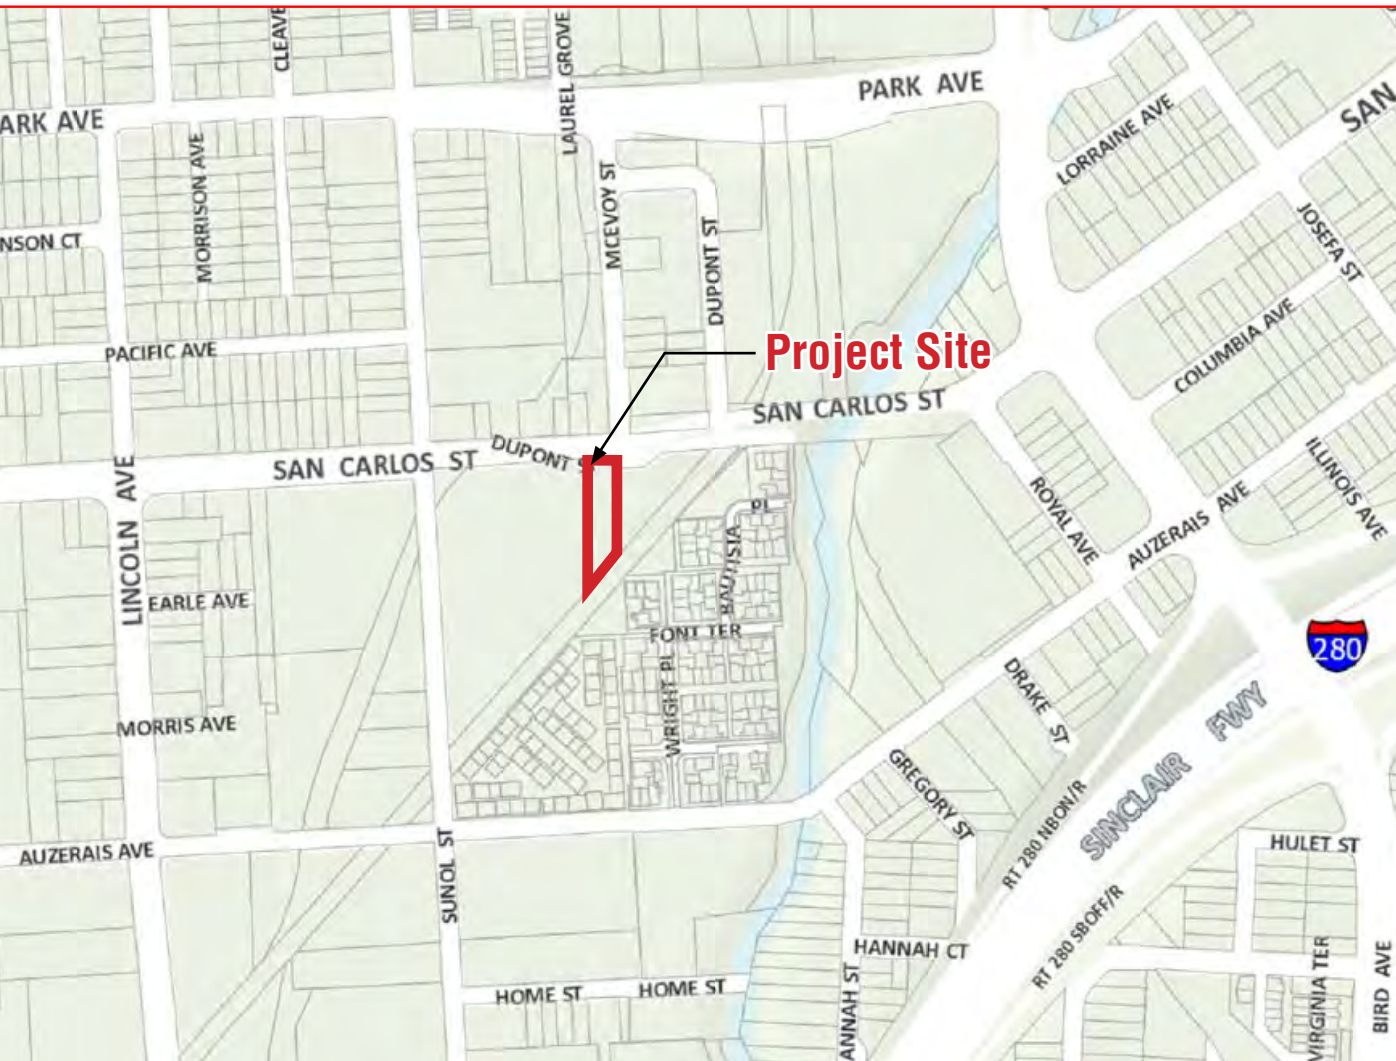 CLEAVE
LAUREL GROVE
PARK AVE
SAN
ARK AVE
LORRAINE AVE
MORRISON AVE
MCEVOY ST
NSON CT
DUPONT ST
JOSEFA ST
PACIFIC AVE
Project Site
COLUMBIA AVE
SAN CARLOS ST
DUPONT S
SAN CARLOS ST
LINCOLN AVE
ILLINOIS AVE
ROYAL AVE
PL
AUZERAIS AVE
BAUTISTA
EARLE AVE
FONT TER
280
WRIGHT PL
DRAKE ST
MORRIS AVE
SINCLAIR FWY
GREGORY ST
RT 280 NBON/R
HULET ST
AUZERAIS AVE
SUNOL ST
RT 280 SBOFF/R
HANNAH CT
HOME ST
HOME ST
ANNAH ST
VIRGINIA TER
BIRD AVE